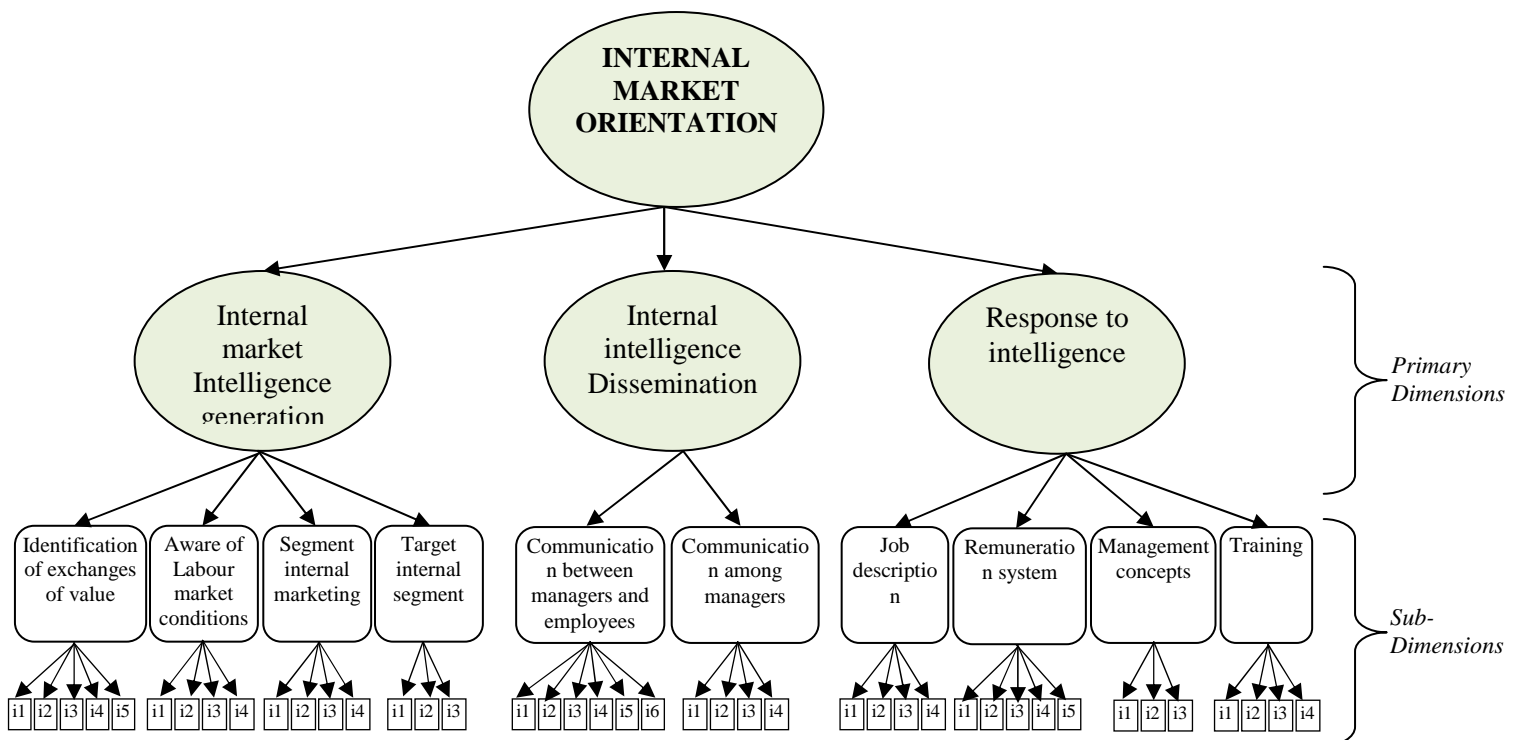 INTERNAL
MARKET
ORIENTATION
Internal
market
Intelligence
generation
Internal
intelligence
Dissemination
Response to
intelligence
Primary
Dimensions
Identification
of exchanges
of value
Aware of
Labour
market
conditions
Segment
internal
marketing
Target
internal
segment
Communicatio
n between
managers and
employees
Communicatio
n among
managers
Job
descriptio
n
Remuneratio
n system
Management
concepts
Training
Sub-
Dimensions
i1 i2 i3 i4 i5
i1 i2 i3 i4
i1 i2 i3 i4
i1 i2 i3
i1 i2 i3 i4 i5 i6
i1 i2 i3 i4
i1 i2 i3 i4
i1 i2 i3 i4 i5
i1 i2 i3
i1 i2 i3 i4